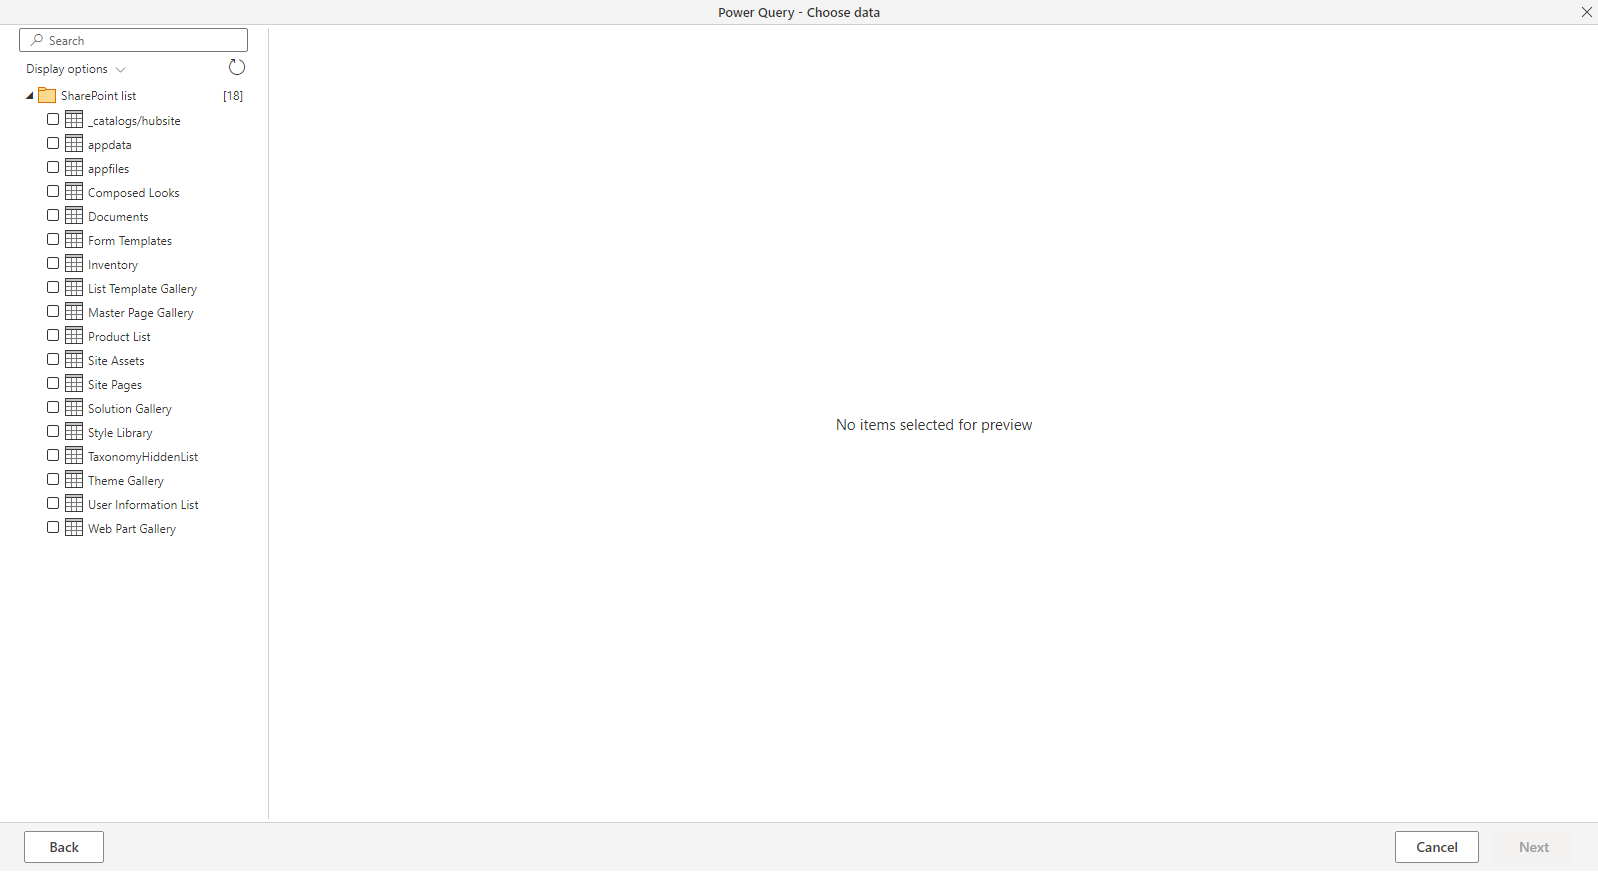 Power Query - Choose data
Search
Display options
SharePoint list [18]
_catalogs/hubsite
appdata
appfiles
Composed Looks
Documents
Form Templates
Inventory
List Template Gallery
Master Page Gallery
Product List
Site Assets
Site Pages
Solution Gallery
Style Library
TaxonomyHiddenList
Theme Gallery
User Information List
Web Part Gallery
No items selected for preview
Back
Cancel
Next